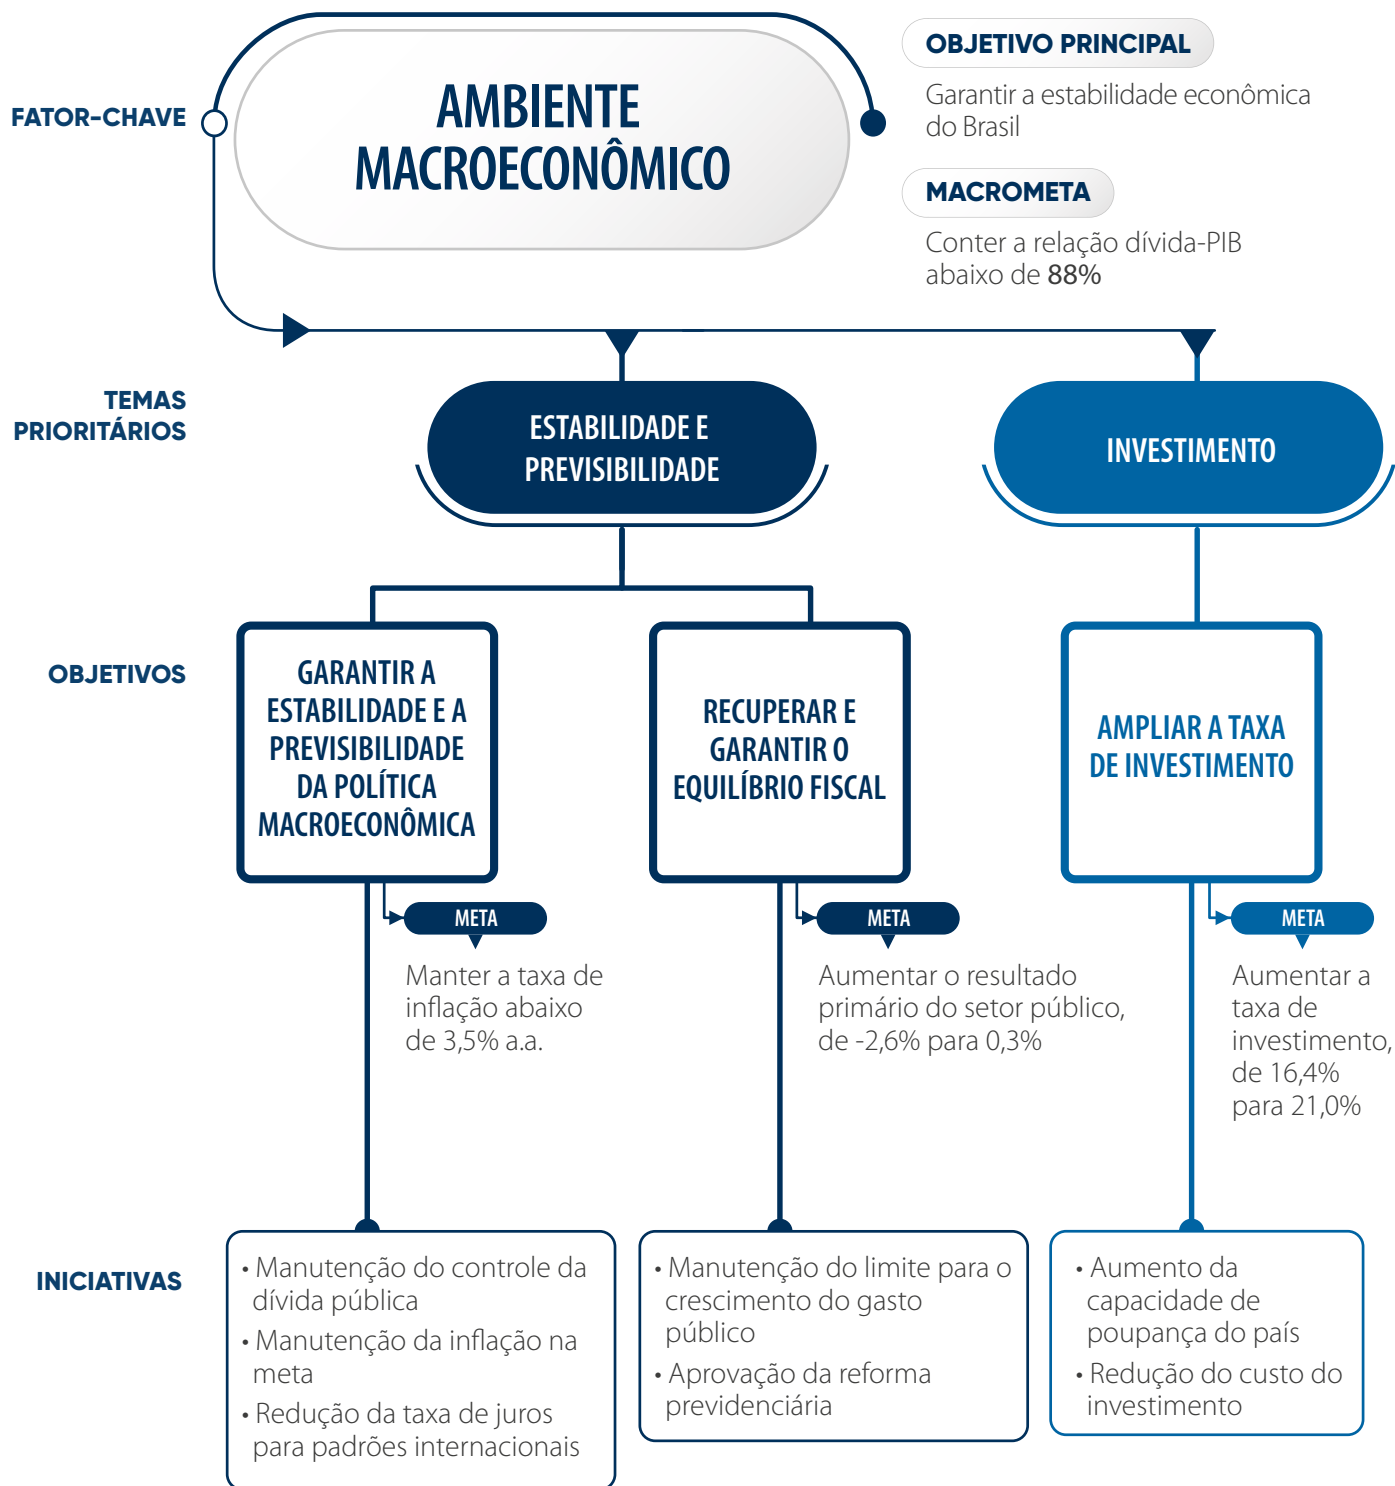 FATOR-CHAVE
AMBIENTE
MACROECONÔMICO
OBJETIVO PRINCIPAL
Garantir a estabilidade econômica
do Brasil
MACROMETA
Conter a relação dívida-PIB
abaixo de 88%
TEMAS
PRIORITÁRIOS
ESTABILIDADE E
PREVISIBILIDADE
INVESTIMENTO
OBJETIVOS
GARANTIR A
ESTABILIDADE E A
PREVISIBILIDADE
DA POLÍTICA
MACROECONÔMICA
RECUPERAR E
GARANTIR O
EQUILÍBRIO FISCAL
AMPLIAR A TAXA
DE INVESTIMENTO
META
Manter a taxa de
inflação abaixo
de 3,5% a.a.
META
Aumentar o resultado
primário do setor público,
de -2,6% para 0,3%
META
Aumentar a
taxa de
investimento,
de 16,4%
para 21,0%
INICIATIVAS
• Manutenção do controle da
dívida pública
• Manutenção da inflação na
meta
• Redução da taxa de juros
para padrões internacionais
• Manutenção do limite para o
crescimento do gasto
público
• Aprovação da reforma
previdenciária
• Aumento da
capacidade de
poupança do país
• Redução do custo do
investimento